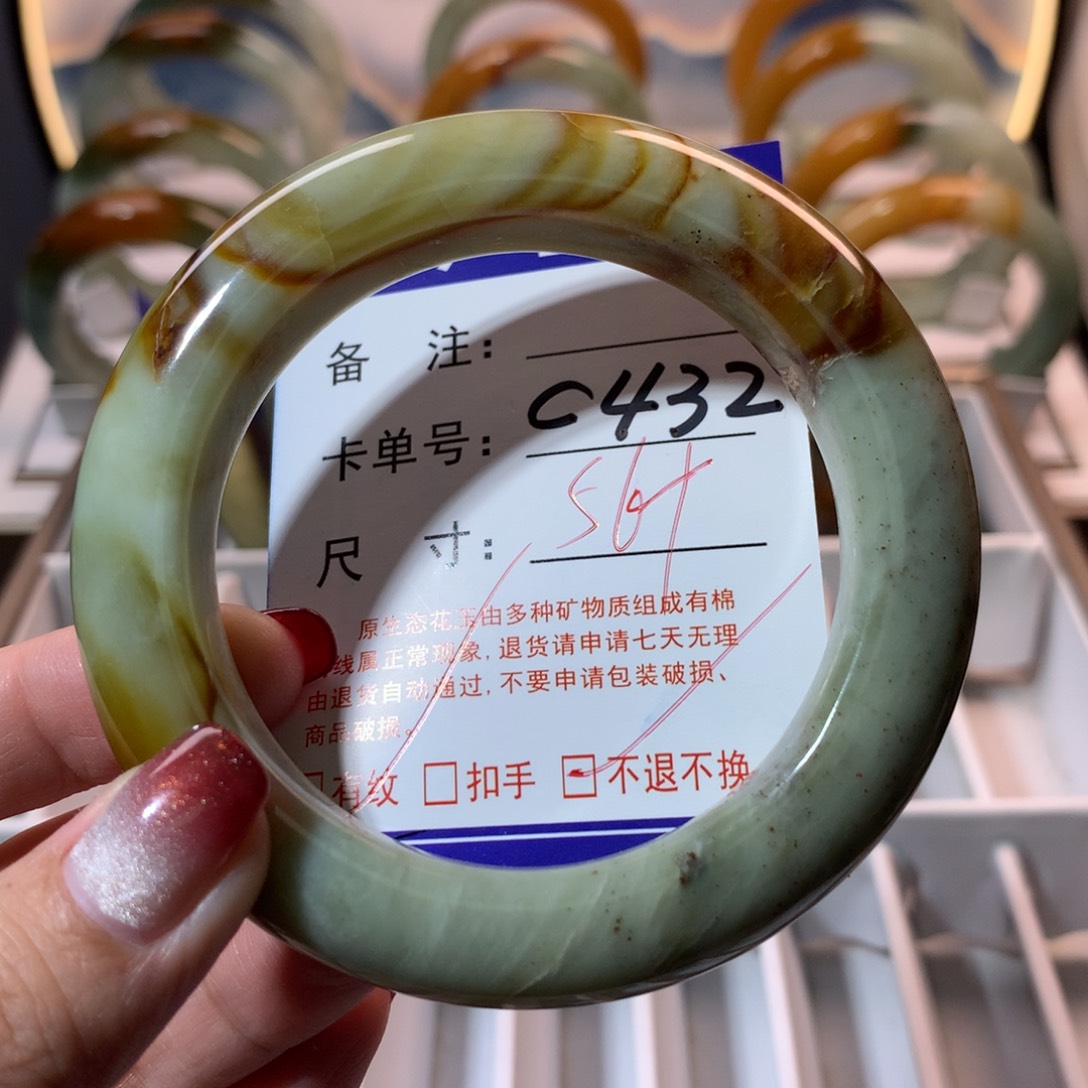 备 注:
卡单号: C432
尺 寸: 56+
原生态花玉由多种矿物质组成有棉
线属正常现象,退货请申请七天无理
由退货自动通过,不要申请包装破损、
商品破损。
有纹 扣手 不退不换